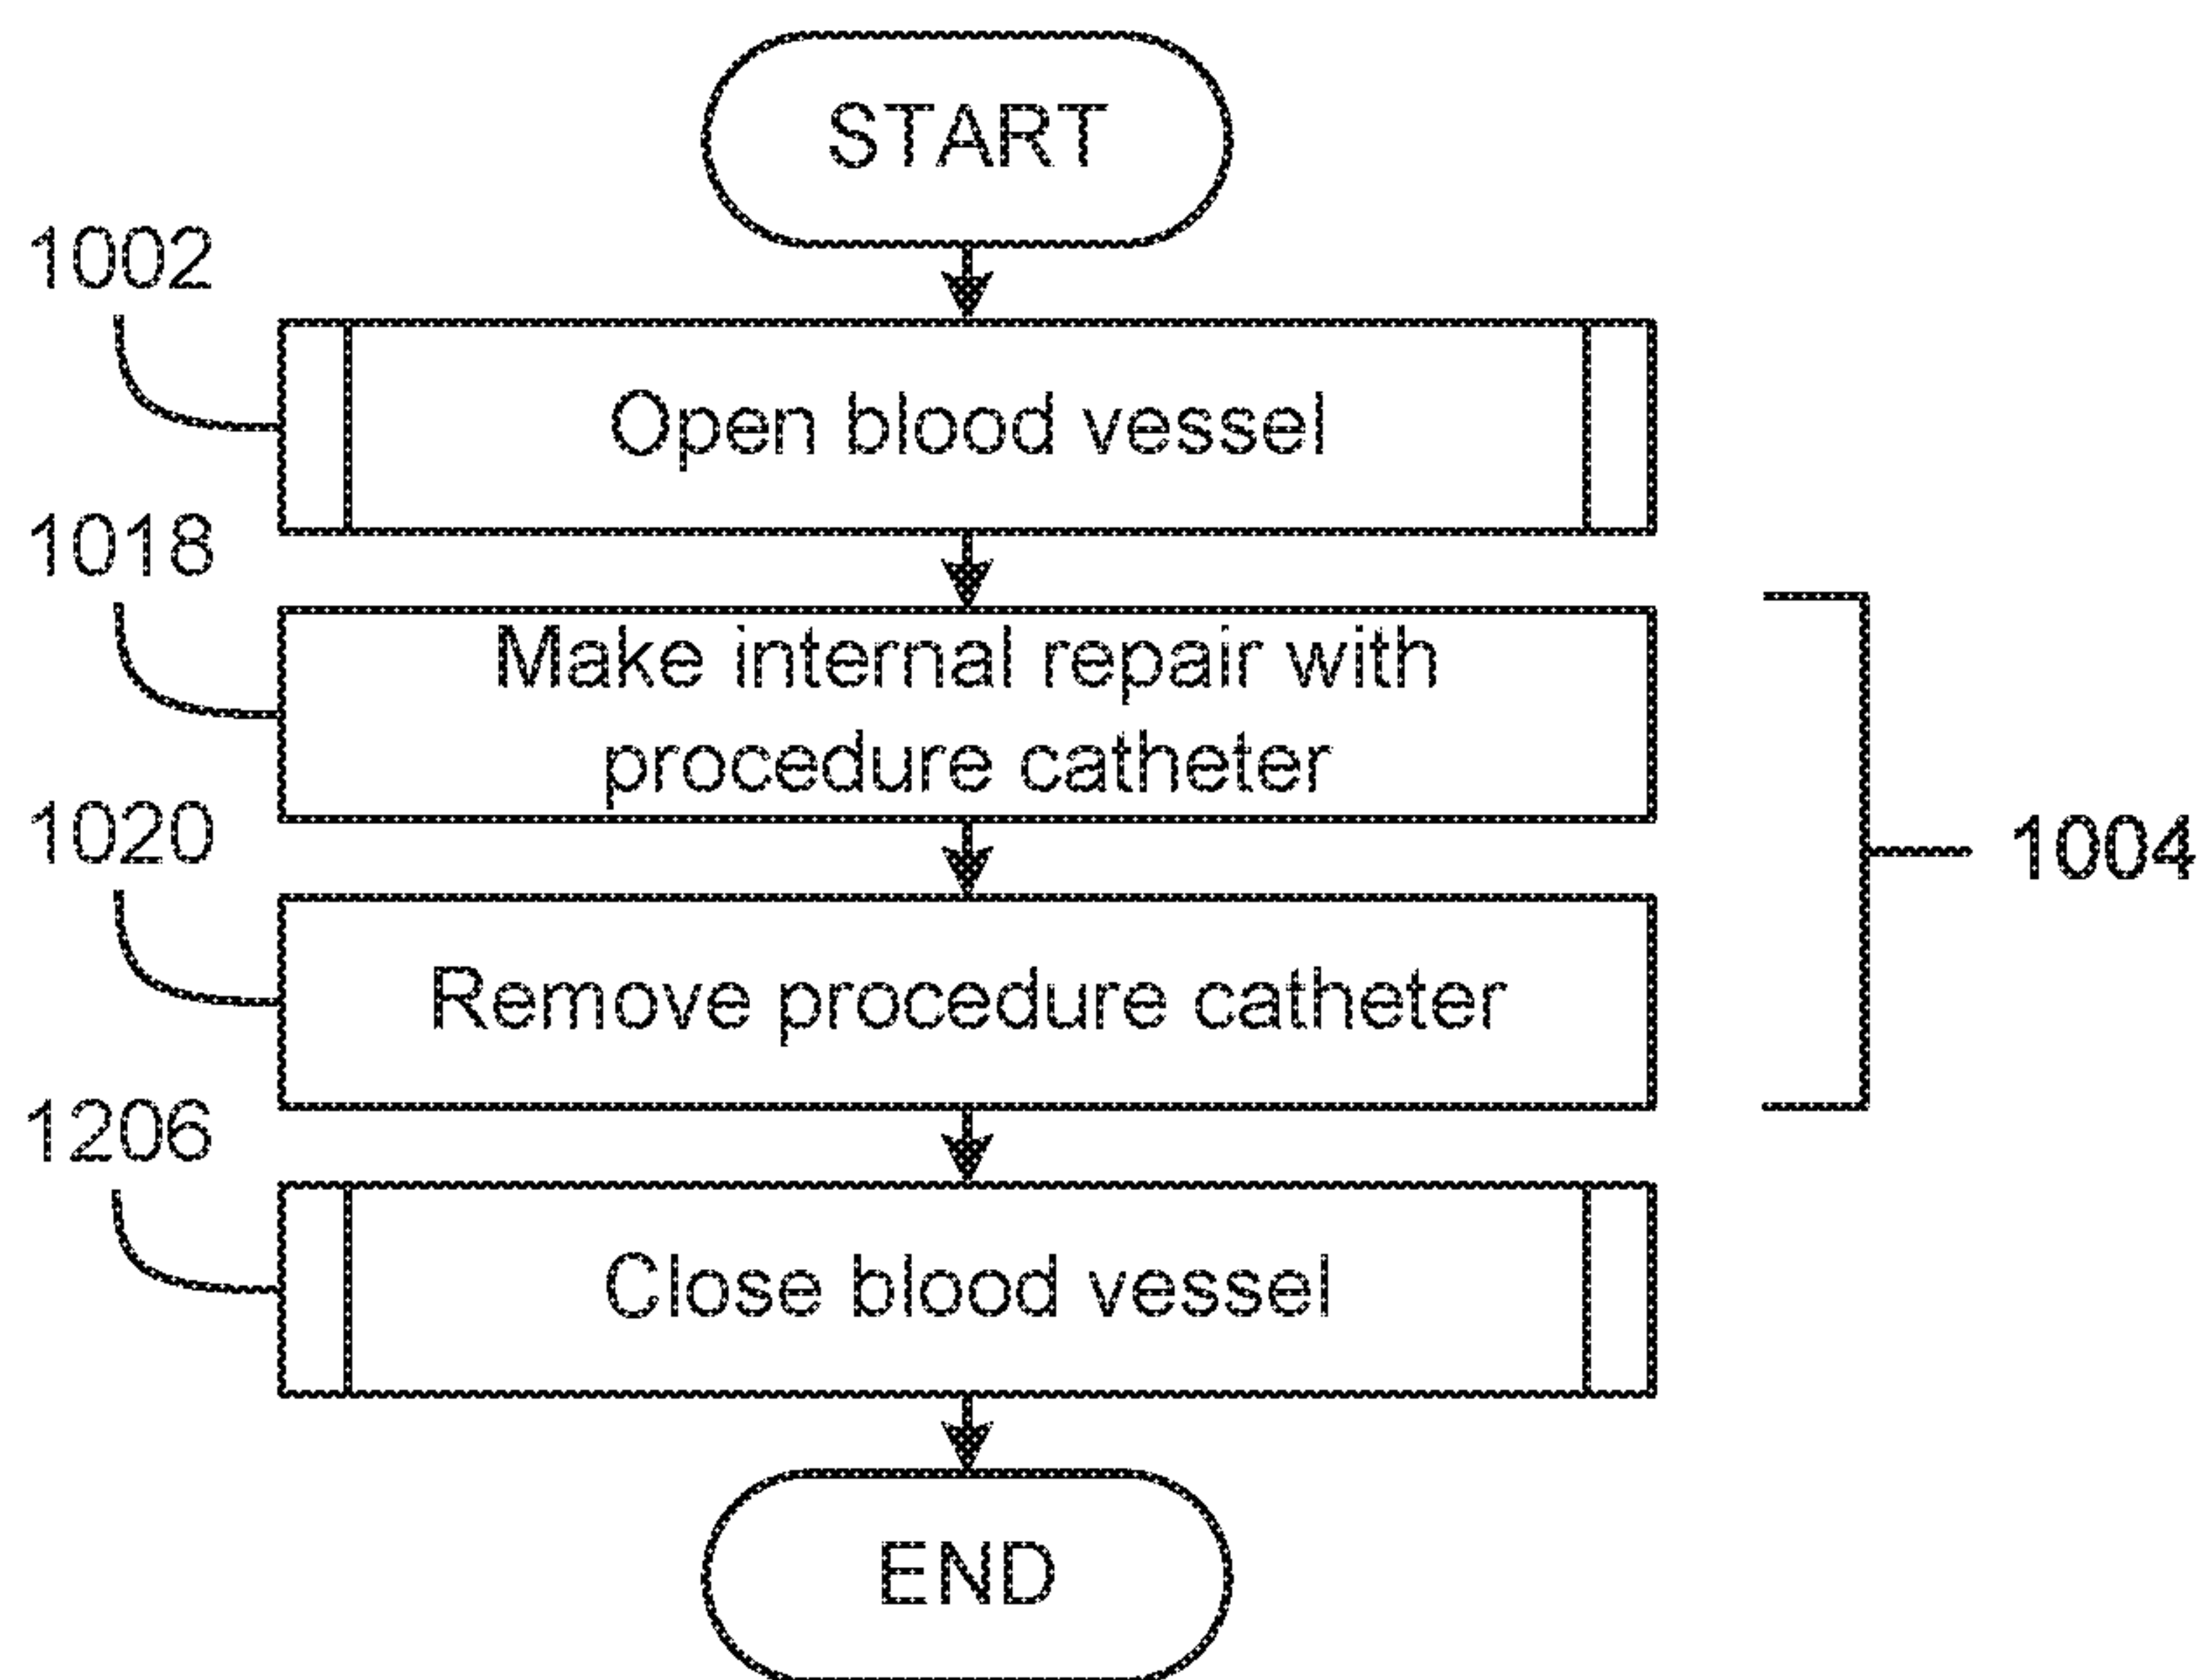 START
1002
Open blood vessel
1018
Make internal repair with
procedure catheter
1020
1004
Remove procedure catheter
1206
Close blood vessel
END